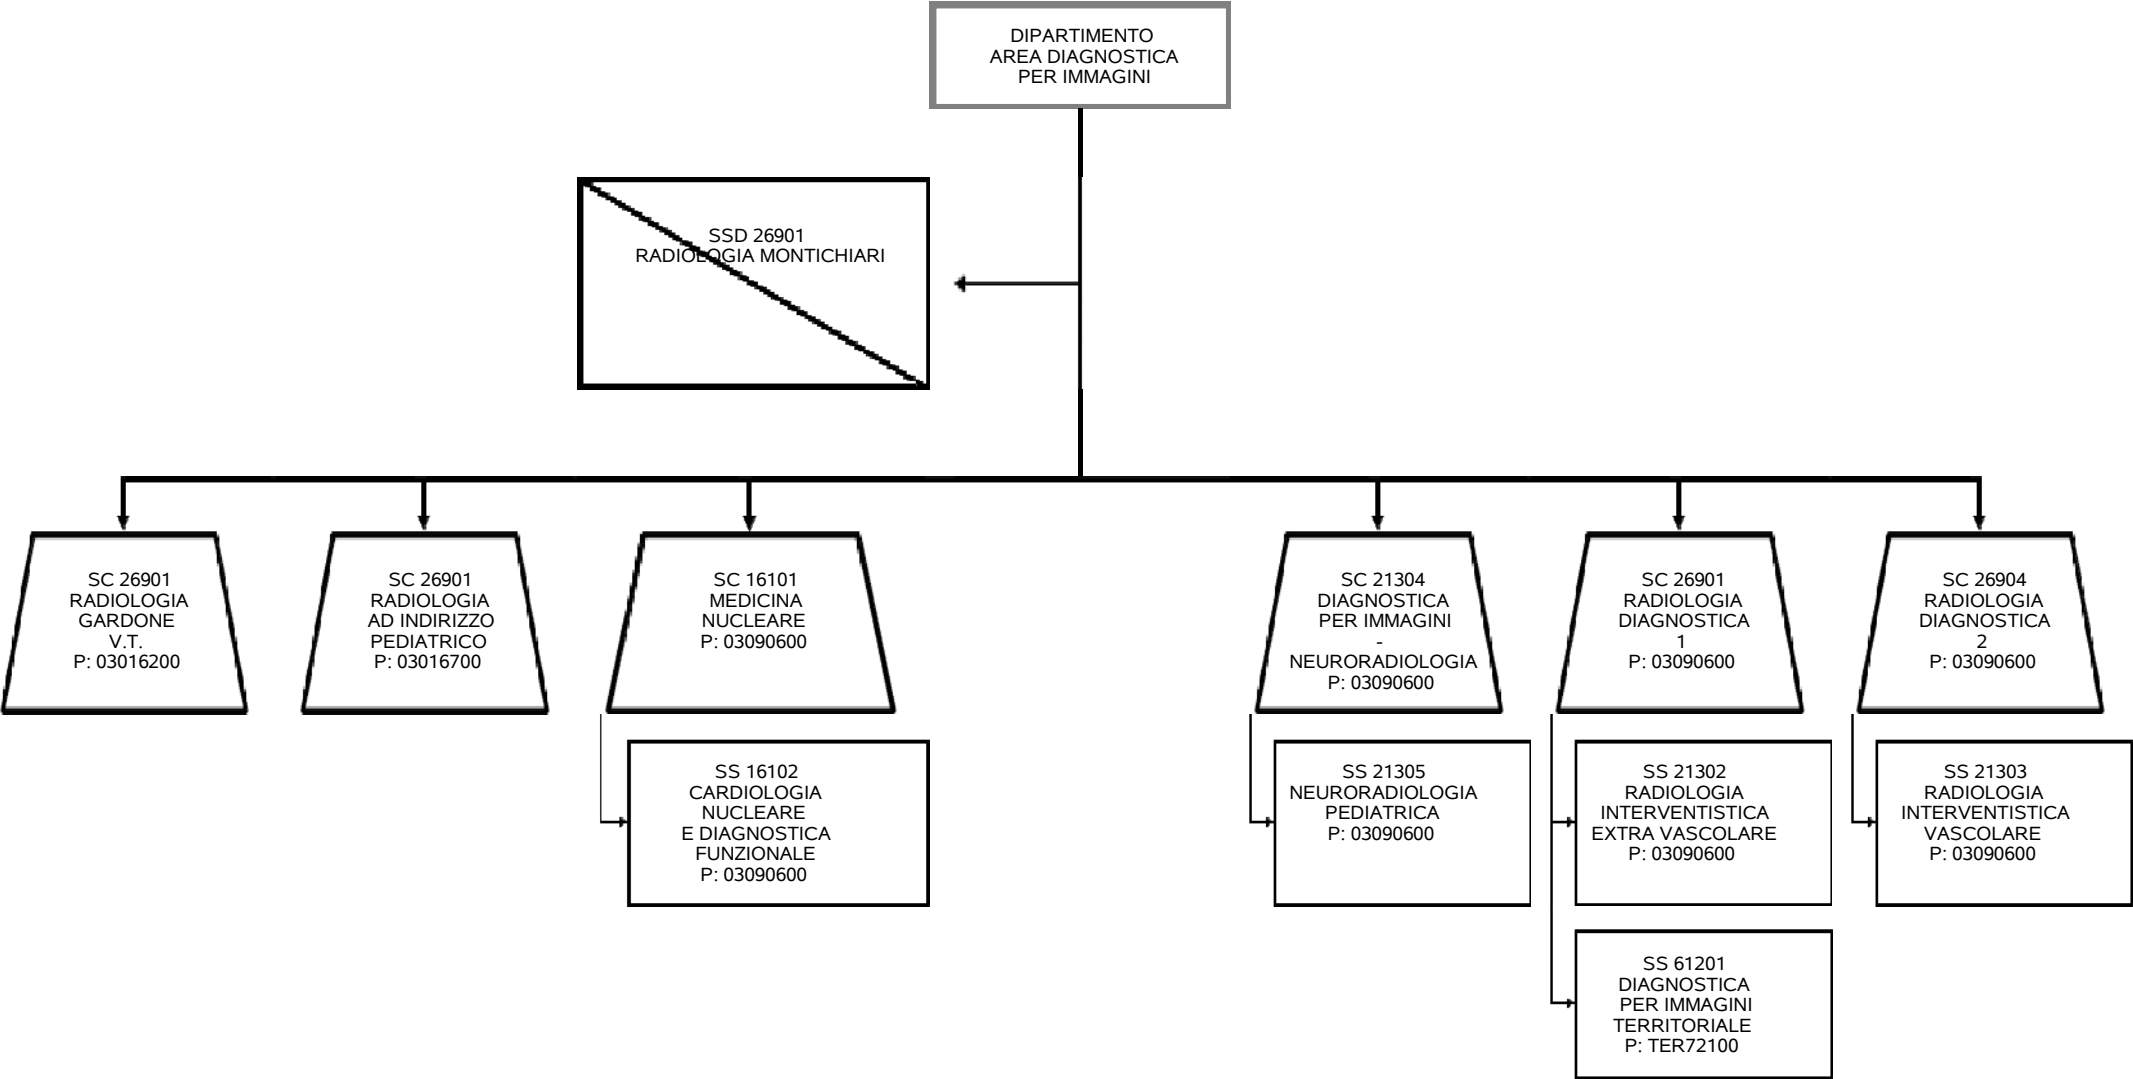 DIPARTIMENTO
AREA DIAGNOSTICA
PER IMMAGINI
SSD 26901
RADIOLOGIA MONTICHIARI
SC 26901
RADIOLOGIA
GARDONE
V.T.
P: 03016200
SC 26901
RADIOLOGIA
AD INDIRIZZO
PEDIATRICO
P: 03016700
SC 16101
MEDICINA
NUCLEARE
P: 03090600
SC 21304
DIAGNOSTICA
PER IMMAGINI
-
NEURORADIOLOGIA
P: 03090600
SC 26901
RADIOLOGIA
DIAGNOSTICA
1
P: 03090600
SC 26904
RADIOLOGIA
DIAGNOSTICA
2
P: 03090600
SS 16102
CARDIOLOGIA
NUCLEARE
E DIAGNOSTICA
FUNZIONALE
P: 03090600
SS 21305
NEURORADIOLOGIA
PEDIATRICA
P: 03090600
SS 21302
RADIOLOGIA
INTERVENTISTICA
EXTRA VASCOLARE
P: 03090600
SS 21303
RADIOLOGIA
INTERVENTISTICA
VASCOLARE
P: 03090600
SS 61201
DIAGNOSTICA
PER IMMAGINI
TERRITORIALE
P: TER72100